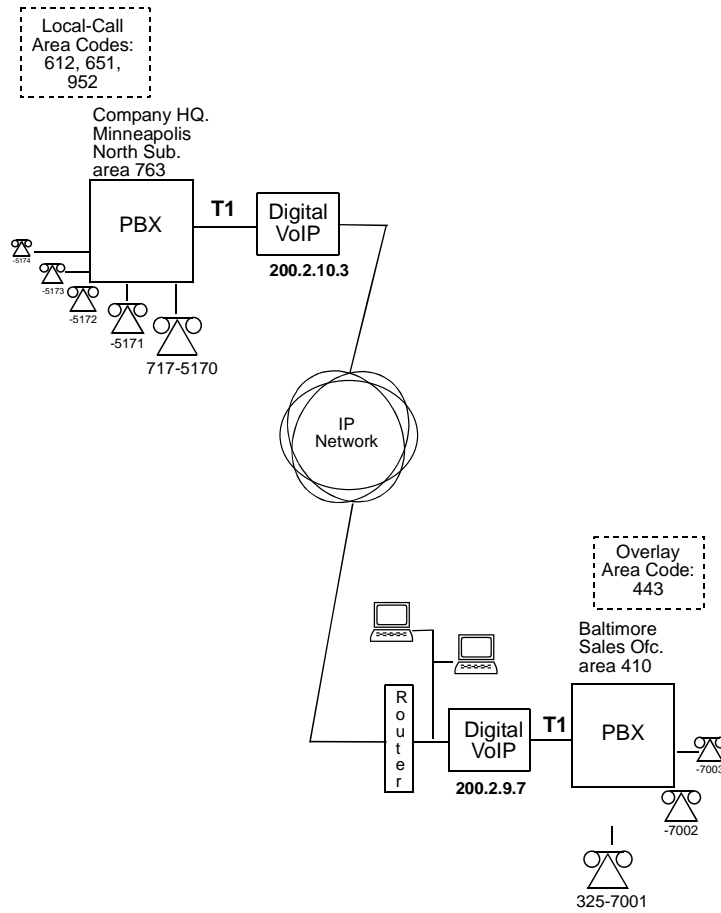 Local-Call
Area Codes:
612, 651,
952
Company HQ.
Minneapolis
North Sub.
area 763
PBX
T1
Digital
VoIP
200.2.10.3
-5174
-5173
-5172
-5171
717-5170
IP
Network
Overlay
Area Code:
443
Baltimore
Sales Ofc.
area 410
Router
Digital
VoIP
T1
PBX
200.2.9.7
-7003
-7002
325-7001